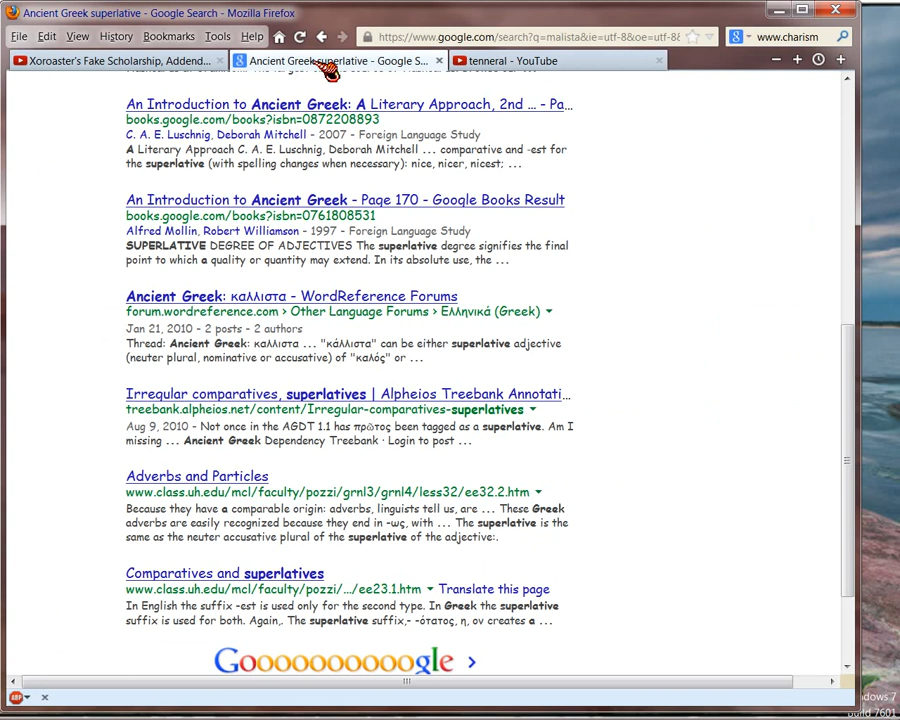 Ancient Greek superlative - Google Search - Mozilla Firefox
File Edit View History Bookmarks Tools Help
https://www.google.com/search?q=malista&ie=utf-8&oe=utf-8&
www.charism
Xoroaster's Fake Scholarship, Addend...
Ancient Greek superlative - Google S...
tenneral - YouTube
An Introduction to Ancient Greek: A Literary Approach, 2nd ... - Pa...
books.google.com/books?isbn=0872208893
C. A. E. Luschnig, Deborah Mitchell - 2007 - Foreign Language Study
A Literary Approach C. A. E. Luschnig, Deborah Mitchell ... comparative and -est for
the superlative (with spelling changes when necessary): nice, nicer, nicest; ...
An Introduction to Ancient Greek - Page 170 - Google Books Result
books.google.com/books?isbn=0761808531
Alfred Mollin, Robert Williamson - 1997 - Foreign Language Study
SUPERLATIVE DEGREE OF ADJECTIVES The superlative degree signifies the final
point to which a quality or quantity may extend. In its absolute use, the ...
Ancient Greek: καλλιστα - WordReference Forums
forum.wordreference.com › Other Language Forums › Ελληνικά (Greek)
Jan 21, 2010 - 2 posts - 2 authors
Thread: Ancient Greek: καλλιστα ... "κάλλιστα" can be either superlative adjective
(neuter plural, nominative or accusative) of "καλός" or ...
Irregular comparatives, superlatives | Alpheios Treebank Annotati...
treebank.alpheios.net/content/Irregular-comparatives-superlatives
Aug 9, 2010 - Not once in the AGDT 1.1 has πρῶτος been tagged as a superlative. Am I
missing ... Ancient Greek Dependency Treebank · Login to post ...
Adverbs and Particles
www.class.uh.edu/mcl/faculty/pozzi/grnl3/grnl4/less32/ee32.2.htm
Because they have a comparable origin: adverbs, linguists tell us, are ... These Greek
adverbs are easily recognized because they end in -ως, with ... The superlative is the
same as the neuter accusative plural of the superlative of the adjective:.
Comparatives and superlatives
www.class.uh.edu/mcl/faculty/pozzi/.../ee23.1.htm Translate this page
In English the suffix -est is used only for the second type. In Greek the superlative
suffix is used for both. Again,. The superlative suffix,- -ότατος, η, ον creates a ...
Goooooooooogle >
ABP
dows 7
Build 7601